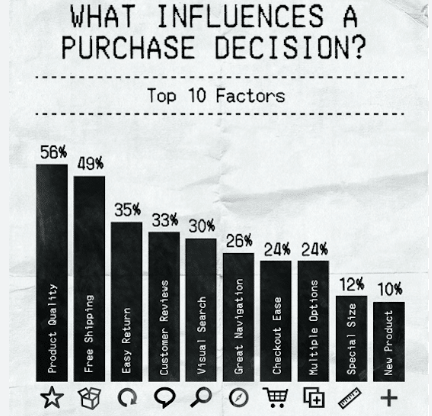 WHAT INFLUENCES A
PURCHASE DECISION?
Top 10 Factors
56%
49%
35%
33%
30%
26%
24%
24%
12%
10%
Product Quality
Free Shipping
Easy Return
Customer Reviews
Visual Search
Great Navigation
Checkout Ease
Multiple Options
Special Size
New Product